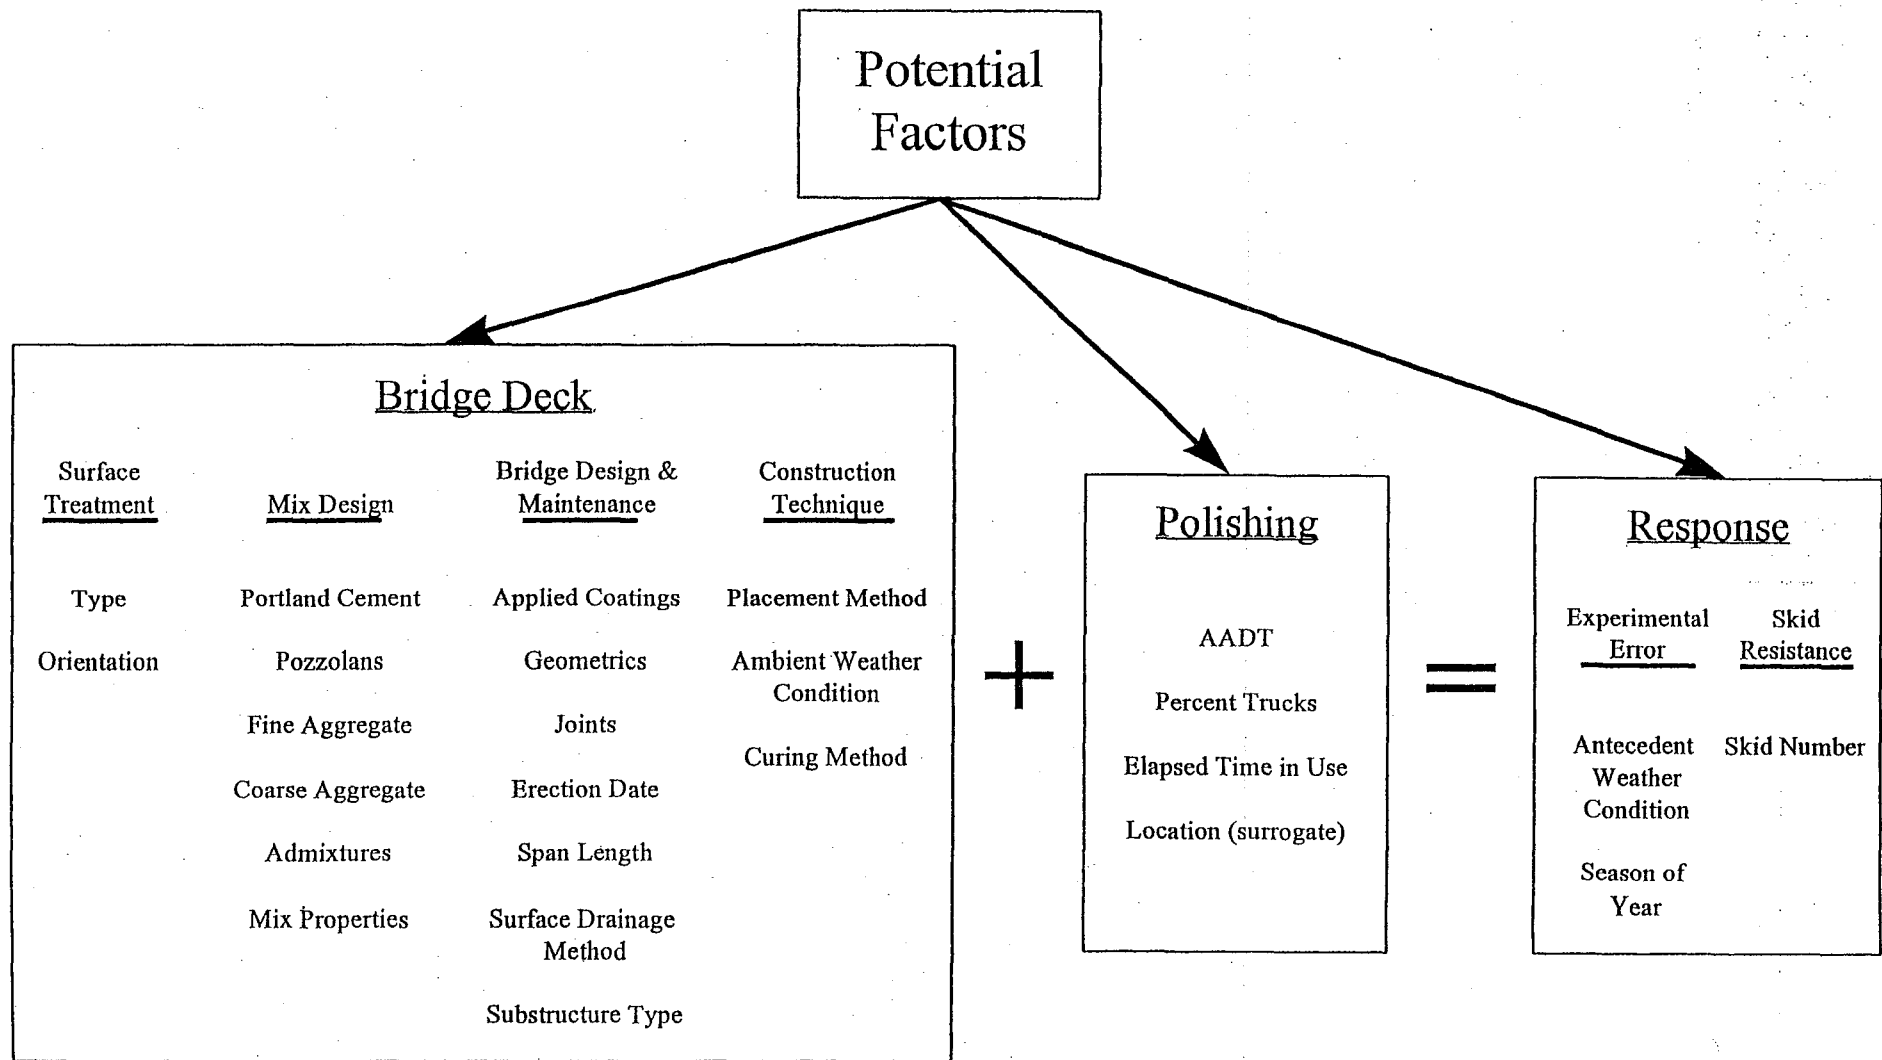 Potential
Factors
Bridge Deck
Surface
Treatment
Type
Orientation
Mix Design
Portland Cement
Pozzolans
Fine Aggregate
Coarse Aggregate
Admixtures
Mix Properties
Bridge Design &
Maintenance
Applied Coatings
Geometrics
Joints
Erection Date
Span Length
Surface Drainage
Method
Substructure Type
Construction
Technique
Placement Method
Ambient Weather
Condition
Curing Method
+
Polishing
AADT
Percent Trucks
Elapsed Time in Use
Location (surrogate)
=
Response
Experimental
Error
Antecedent
Weather
Condition
Season of
Year
Skid
Resistance
Skid Number